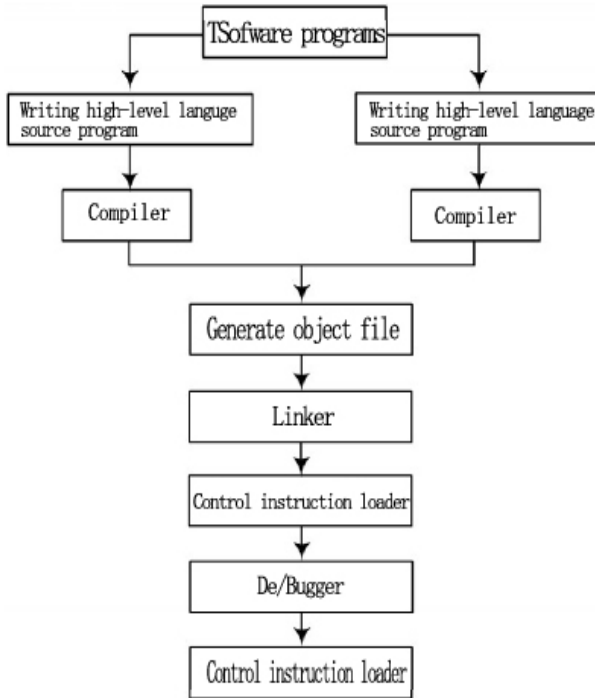 TSofware programs
Writing high-level languge
source program
Writing high-level language
source program
Compiler
Compiler
Generate object file
Linker
Control instruction loader
De/Bugger
Control instruction loader